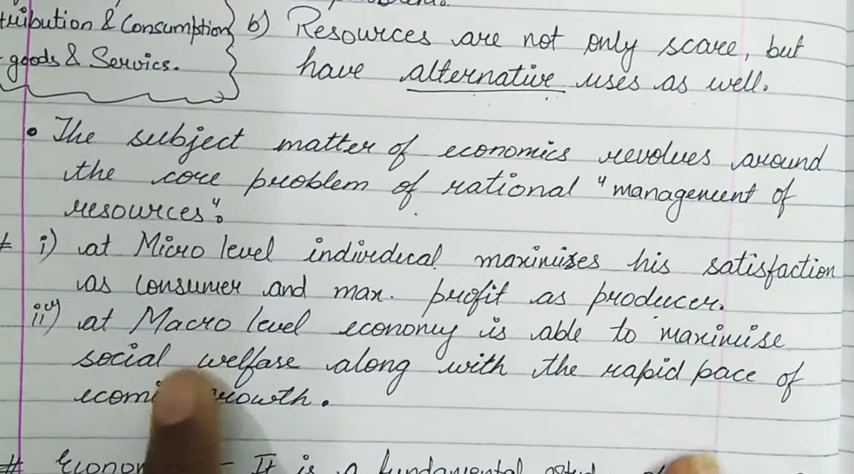 tribution & Consumption
goods & Servics.
b) Resources are not only scare, but
have alternative uses as well.
• The subject matter of economics revolves around
the core problem of rational "management of
resources".
i) at Micro level individual maximises his satisfaction
as consumer and max. profit as producer.
ii) at Macro level economy is able to maximise
social welfare along with the rapid pace of
growth.
# - It is a fundamental